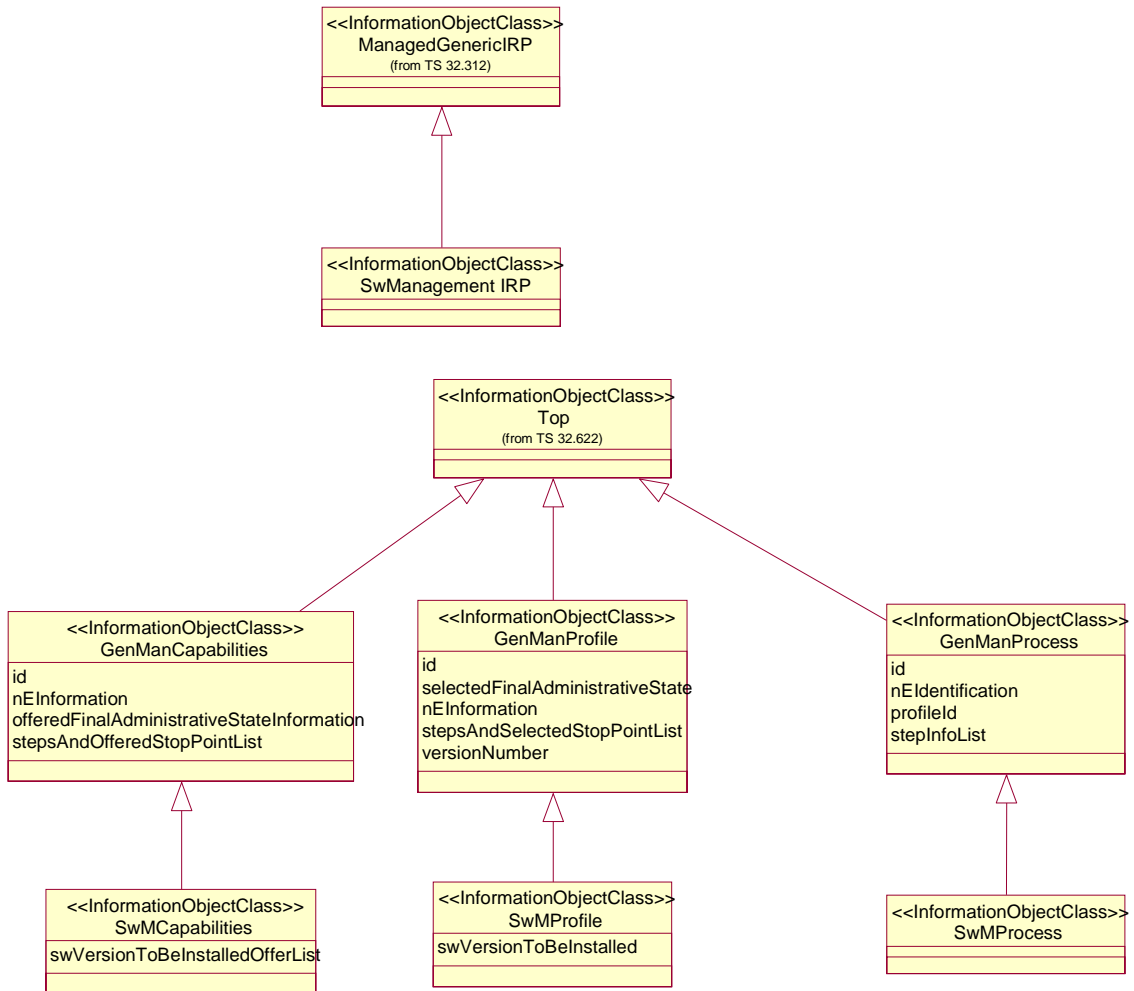 <<InformationObjectClass>>
ManagedGenericIRP
(from TS 32.312)
<<InformationObjectClass>>
SwManagement IRP
<<InformationObjectClass>>
Top
(from TS 32.622)
<<InformationObjectClass>>
GenManCapabilities
id
nEInformation
offeredFinalAdministrativeStateInformation
stepsAndOfferedStopPointList
<<InformationObjectClass>>
GenManProfile
id
selectedFinalAdministrativeState
nEInformation
stepsAndSelectedStopPointList
versionNumber
<<InformationObjectClass>>
GenManProcess
id
nEIdentification
profileId
stepInfoList
<<InformationObjectClass>>
SwMCapabilities
swVersionToBeInstalledOfferList
<<InformationObjectClass>>
SwMProfile
swVersionToBeInstalled
<<InformationObjectClass>>
SwMProcess